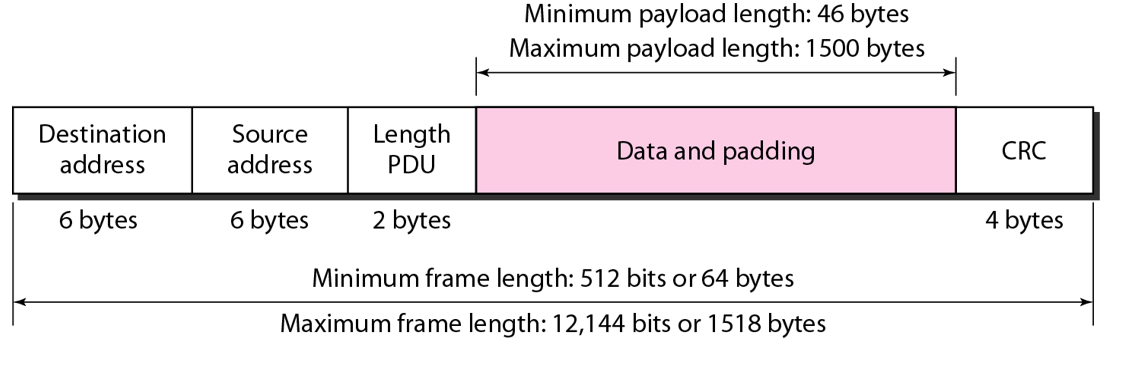 Minimum payload length: 46 bytes
Maximum payload length: 1500 bytes
Destination
address
Source
address
Length
PDU
Data and padding
CRC
6 bytes
6 bytes
2 bytes
4 bytes
Minimum frame length: 512 bits or 64 bytes
Maximum frame length: 12,144 bits or 1518 bytes